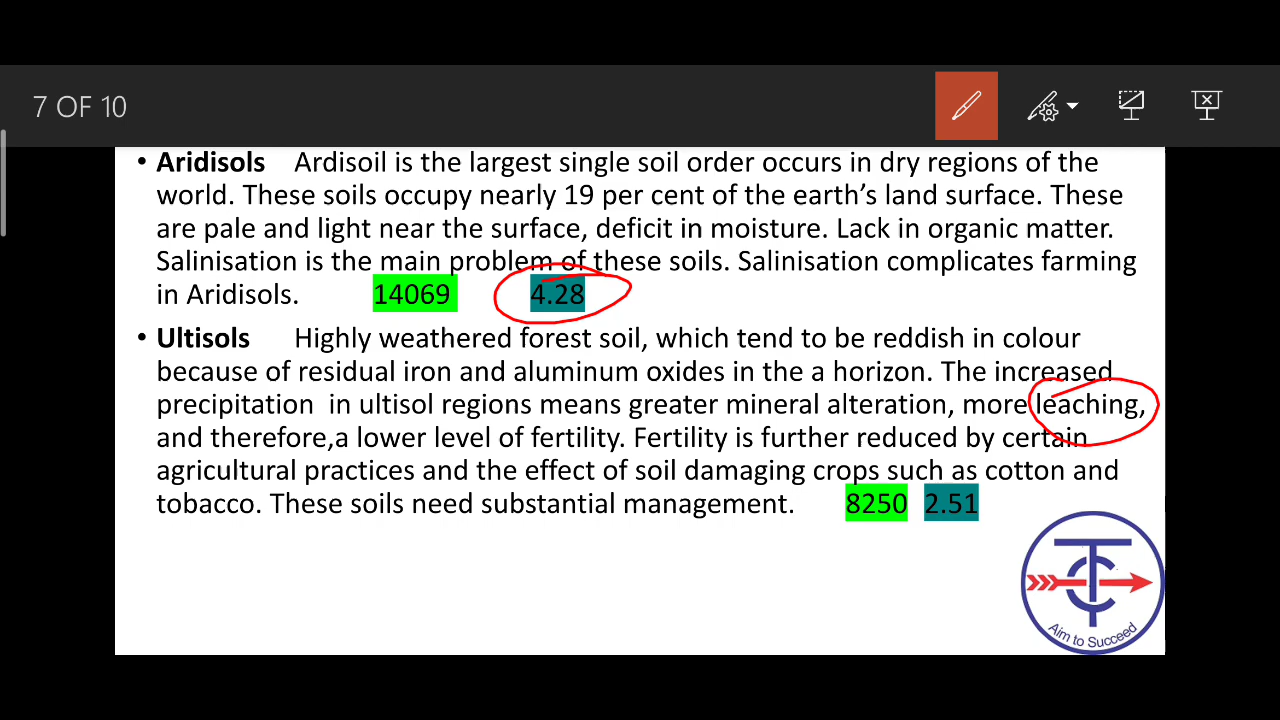 7 OF 10
• Aridisols Ardisoil is the largest single soil order occurs in dry regions of the
world. These soils occupy nearly 19 per cent of the earth’s land surface. These
are pale and light near the surface, deficit in moisture. Lack in organic matter.
Salinisation is the main problem of these soils. Salinisation complicates farming
in Aridisols. 14069 4.28
• Ultisols Highly weathered forest soil, which tend to be reddish in colour
because of residual iron and aluminum oxides in the a horizon. The increased
precipitation in ultisol regions means greater mineral alteration, more leaching,
and therefore,a lower level of fertility. Fertility is further reduced by certain
agricultural practices and the effect of soil damaging crops such as cotton and
tobacco. These soils need substantial management. 8250 2.51
TC
Aim to Succeed